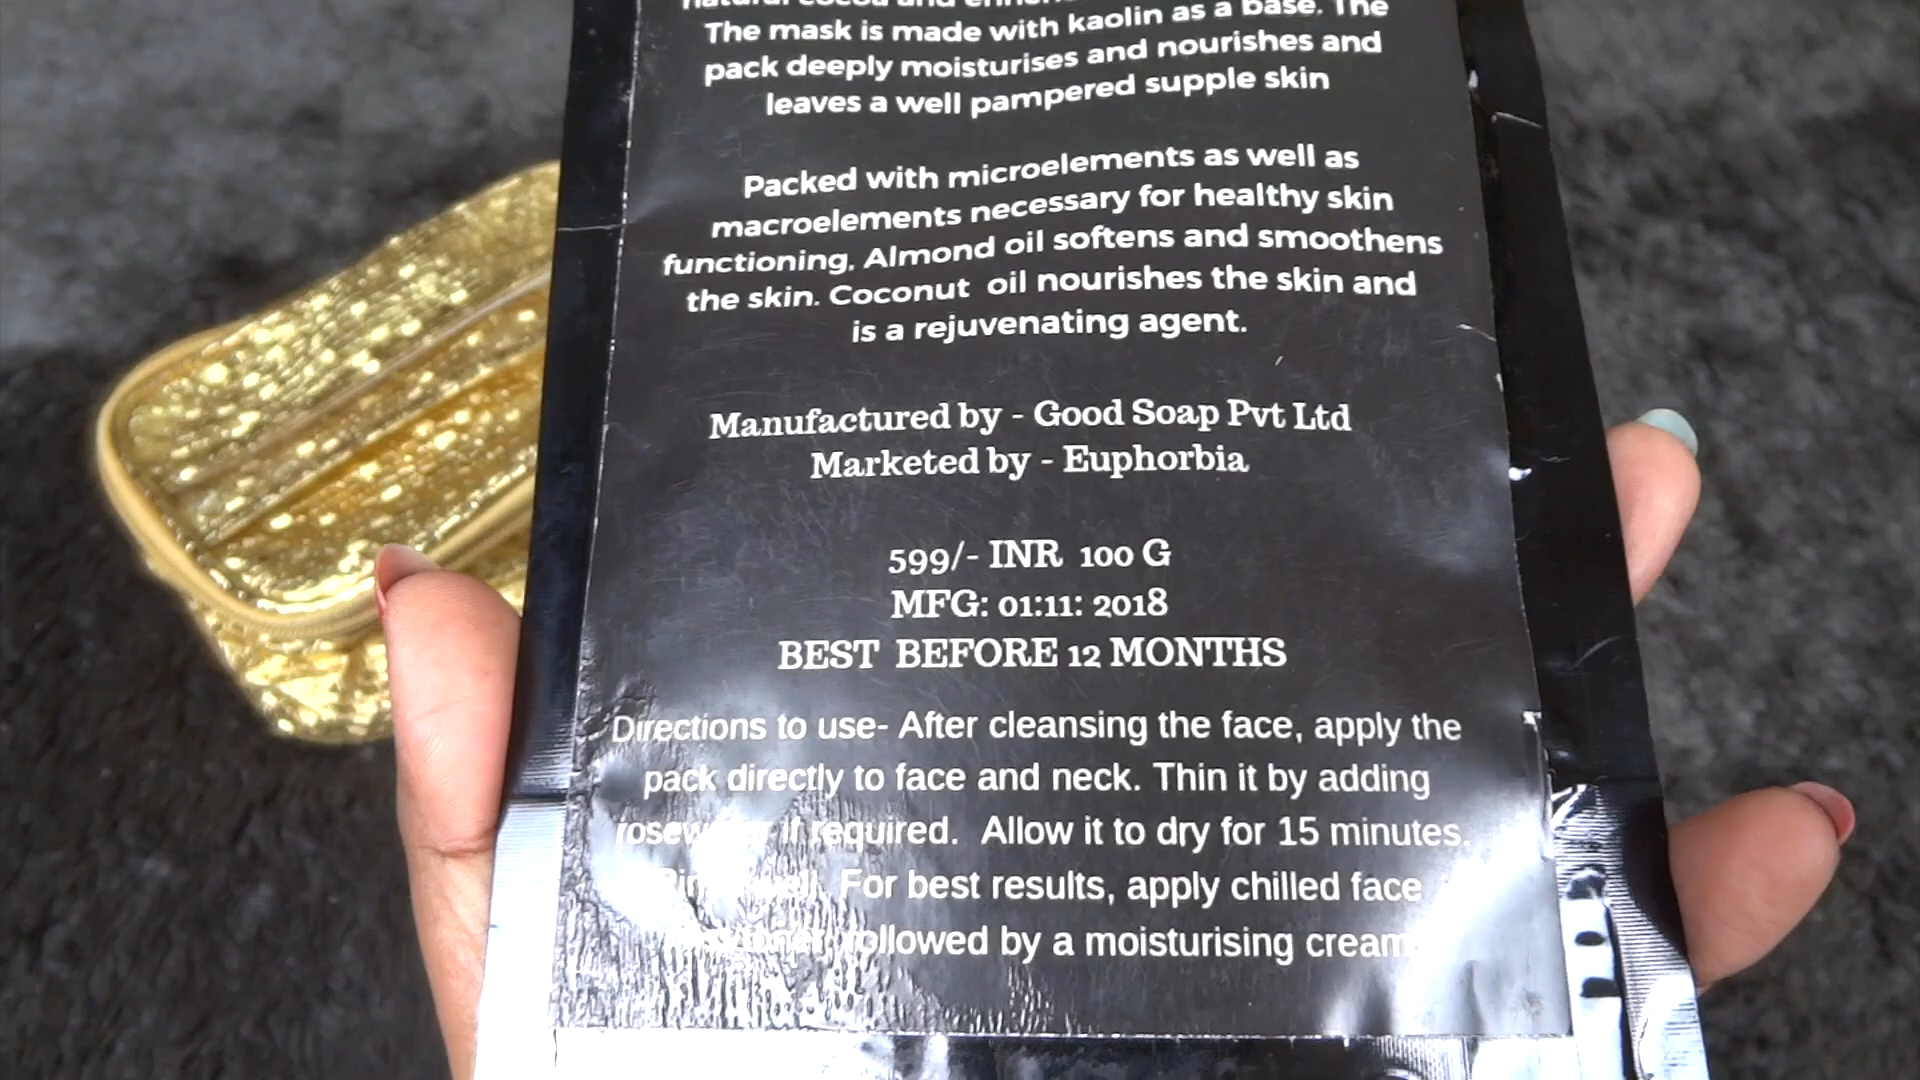 natural cocoa and
The mask is made with kaolin as a base. The
pack deeply moisturises and nourishes and
leaves a well pampered supple skin
Packed with microelements as well as
macroelements necessary for healthy skin
functioning. Almond oil softens and smoothens
the skin. Coconut oil nourishes the skin and
is a rejuvenating agent.
Manufactured by - Good Soap Pvt Ltd
Marketed by - Euphorbia
599/- INR 100 G
MFG: 01:11: 2018
BEST BEFORE 12 MONTHS
Directions to use- After cleansing the face, apply the
pack directly to face and neck. Thin it by adding
if required. Allow it to dry for 15 minutes.
For best results, apply chilled face
followed by a moisturising cream